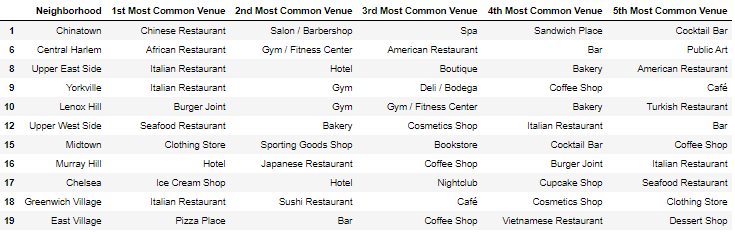 Neighborhood 1st Most Common Venue 2nd Most Common Venue 3rd Most Common Venue 4th Most Common Venue 5th Most Common Venue
1 Chinatown Chinese Restaurant Salon / Barbershop Spa Sandwich Place Cocktail Bar
6 Central Harlem African Restaurant Gym / Fitness Center American Restaurant Bar Public Art
8 Upper East Side Italian Restaurant Hotel Boutique Bakery American Restaurant
9 Yorkville Italian Restaurant Gym Deli / Bodega Coffee Shop Café
10 Lenox Hill Burger Joint Gym Gym / Fitness Center Bakery Turkish Restaurant
12 Upper West Side Seafood Restaurant Bakery Cosmetics Shop Italian Restaurant Bar
15 Midtown Clothing Store Sporting Goods Shop Bookstore Cocktail Bar Coffee Shop
16 Murray Hill Hotel Japanese Restaurant Coffee Shop Burger Joint Italian Restaurant
17 Chelsea Ice Cream Shop Hotel Nightclub Cupcake Shop Seafood Restaurant
18 Greenwich Village Italian Restaurant Sushi Restaurant Café Cosmetics Shop Clothing Store
19 East Village Pizza Place Bar Coffee Shop Vietnamese Restaurant Dessert Shop